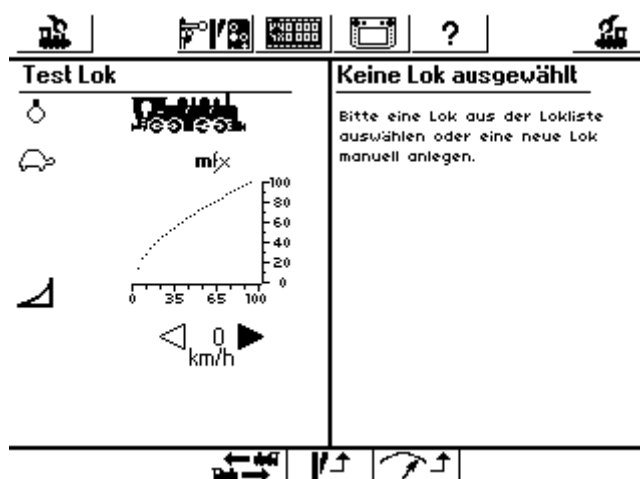 ?
Test Lok
mfx
100
80
60
40
20
0
0 35 65 100
0
km/h
Keine Lok ausgewählt
Bitte eine Lok aus der Lokliste
auswählen oder eine neue Lok
manuell anlegen.